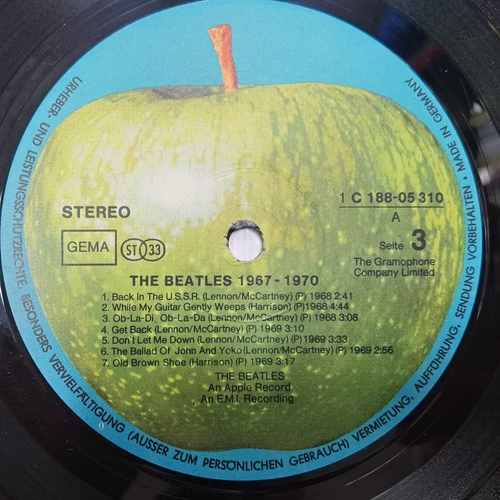 URHEBER- UND LEISTUNGSSCHUTZRECHTE, BESONDERS VERVIELFÄLTIGUNG (AUSSER ZUM PERSÖNLICHEN GEBRAUCH) VERMIETUNG, AUFFÜHRUNG, SENDUNG VORBEHALTEN • MADE IN GERMANY
STEREO
1 C 188-05 310
A
GEMA
ST 33
Seite 3
The Gramophone
Company Limited
THE BEATLES 1967 - 1970
1. Back In The U.S.S.R. (Lennon/McCartney) (P) 1968 2:41
2. While My Guitar Gently Weeps (Harrison) (P) 1968 4:44
3. Ob-La-Di, Ob-La-Da (Lennon/McCartney) (P) 1968 3:08
4. Get Back (Lennon/McCartney) (P) 1969 3:10
5. Don't Let Me Down (Lennon/McCartney) (P) 1969 3:34
6. The Ballad Of John And Yoko (Lennon/McCartney) (P) 1969 2:56
7. Old Brown Shoe (Harrison) (P) 1969 3:17
THE BEATLES
An Apple Record
An E.M.I. Recording